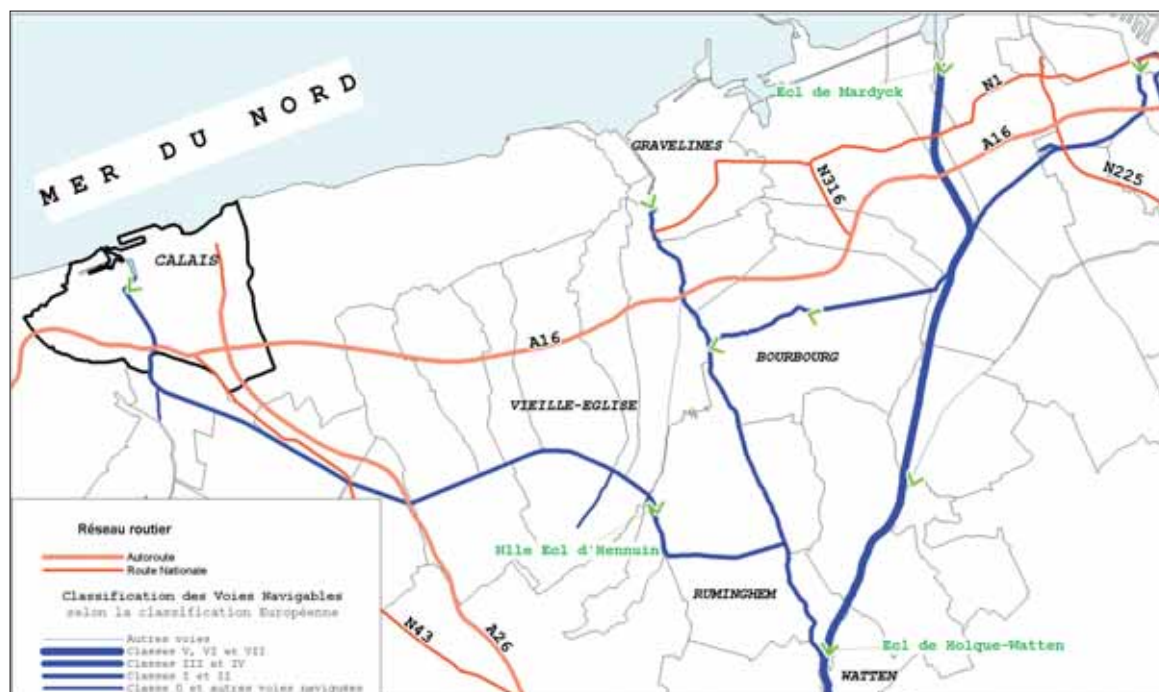 MER DU NORD
Ecl de Mardyck
N1
GRAVELINES
A16
N316
N225
CALAIS
A16
BOURBOURG
VIEILLE-EGLISE
Nlle Ecl d'Hennuin
RUMINGHEM
Ecl de Holque-Watten
WATTEN
N43
A26
Réseau routier
Autoroute
Route Nationale
Classification des Voies Navigables
selon la classification Européenne
Autres voies
Classes V, VI et VII
Classes III et IV
Classes I et II
Classe 0 et autres voies naviguées